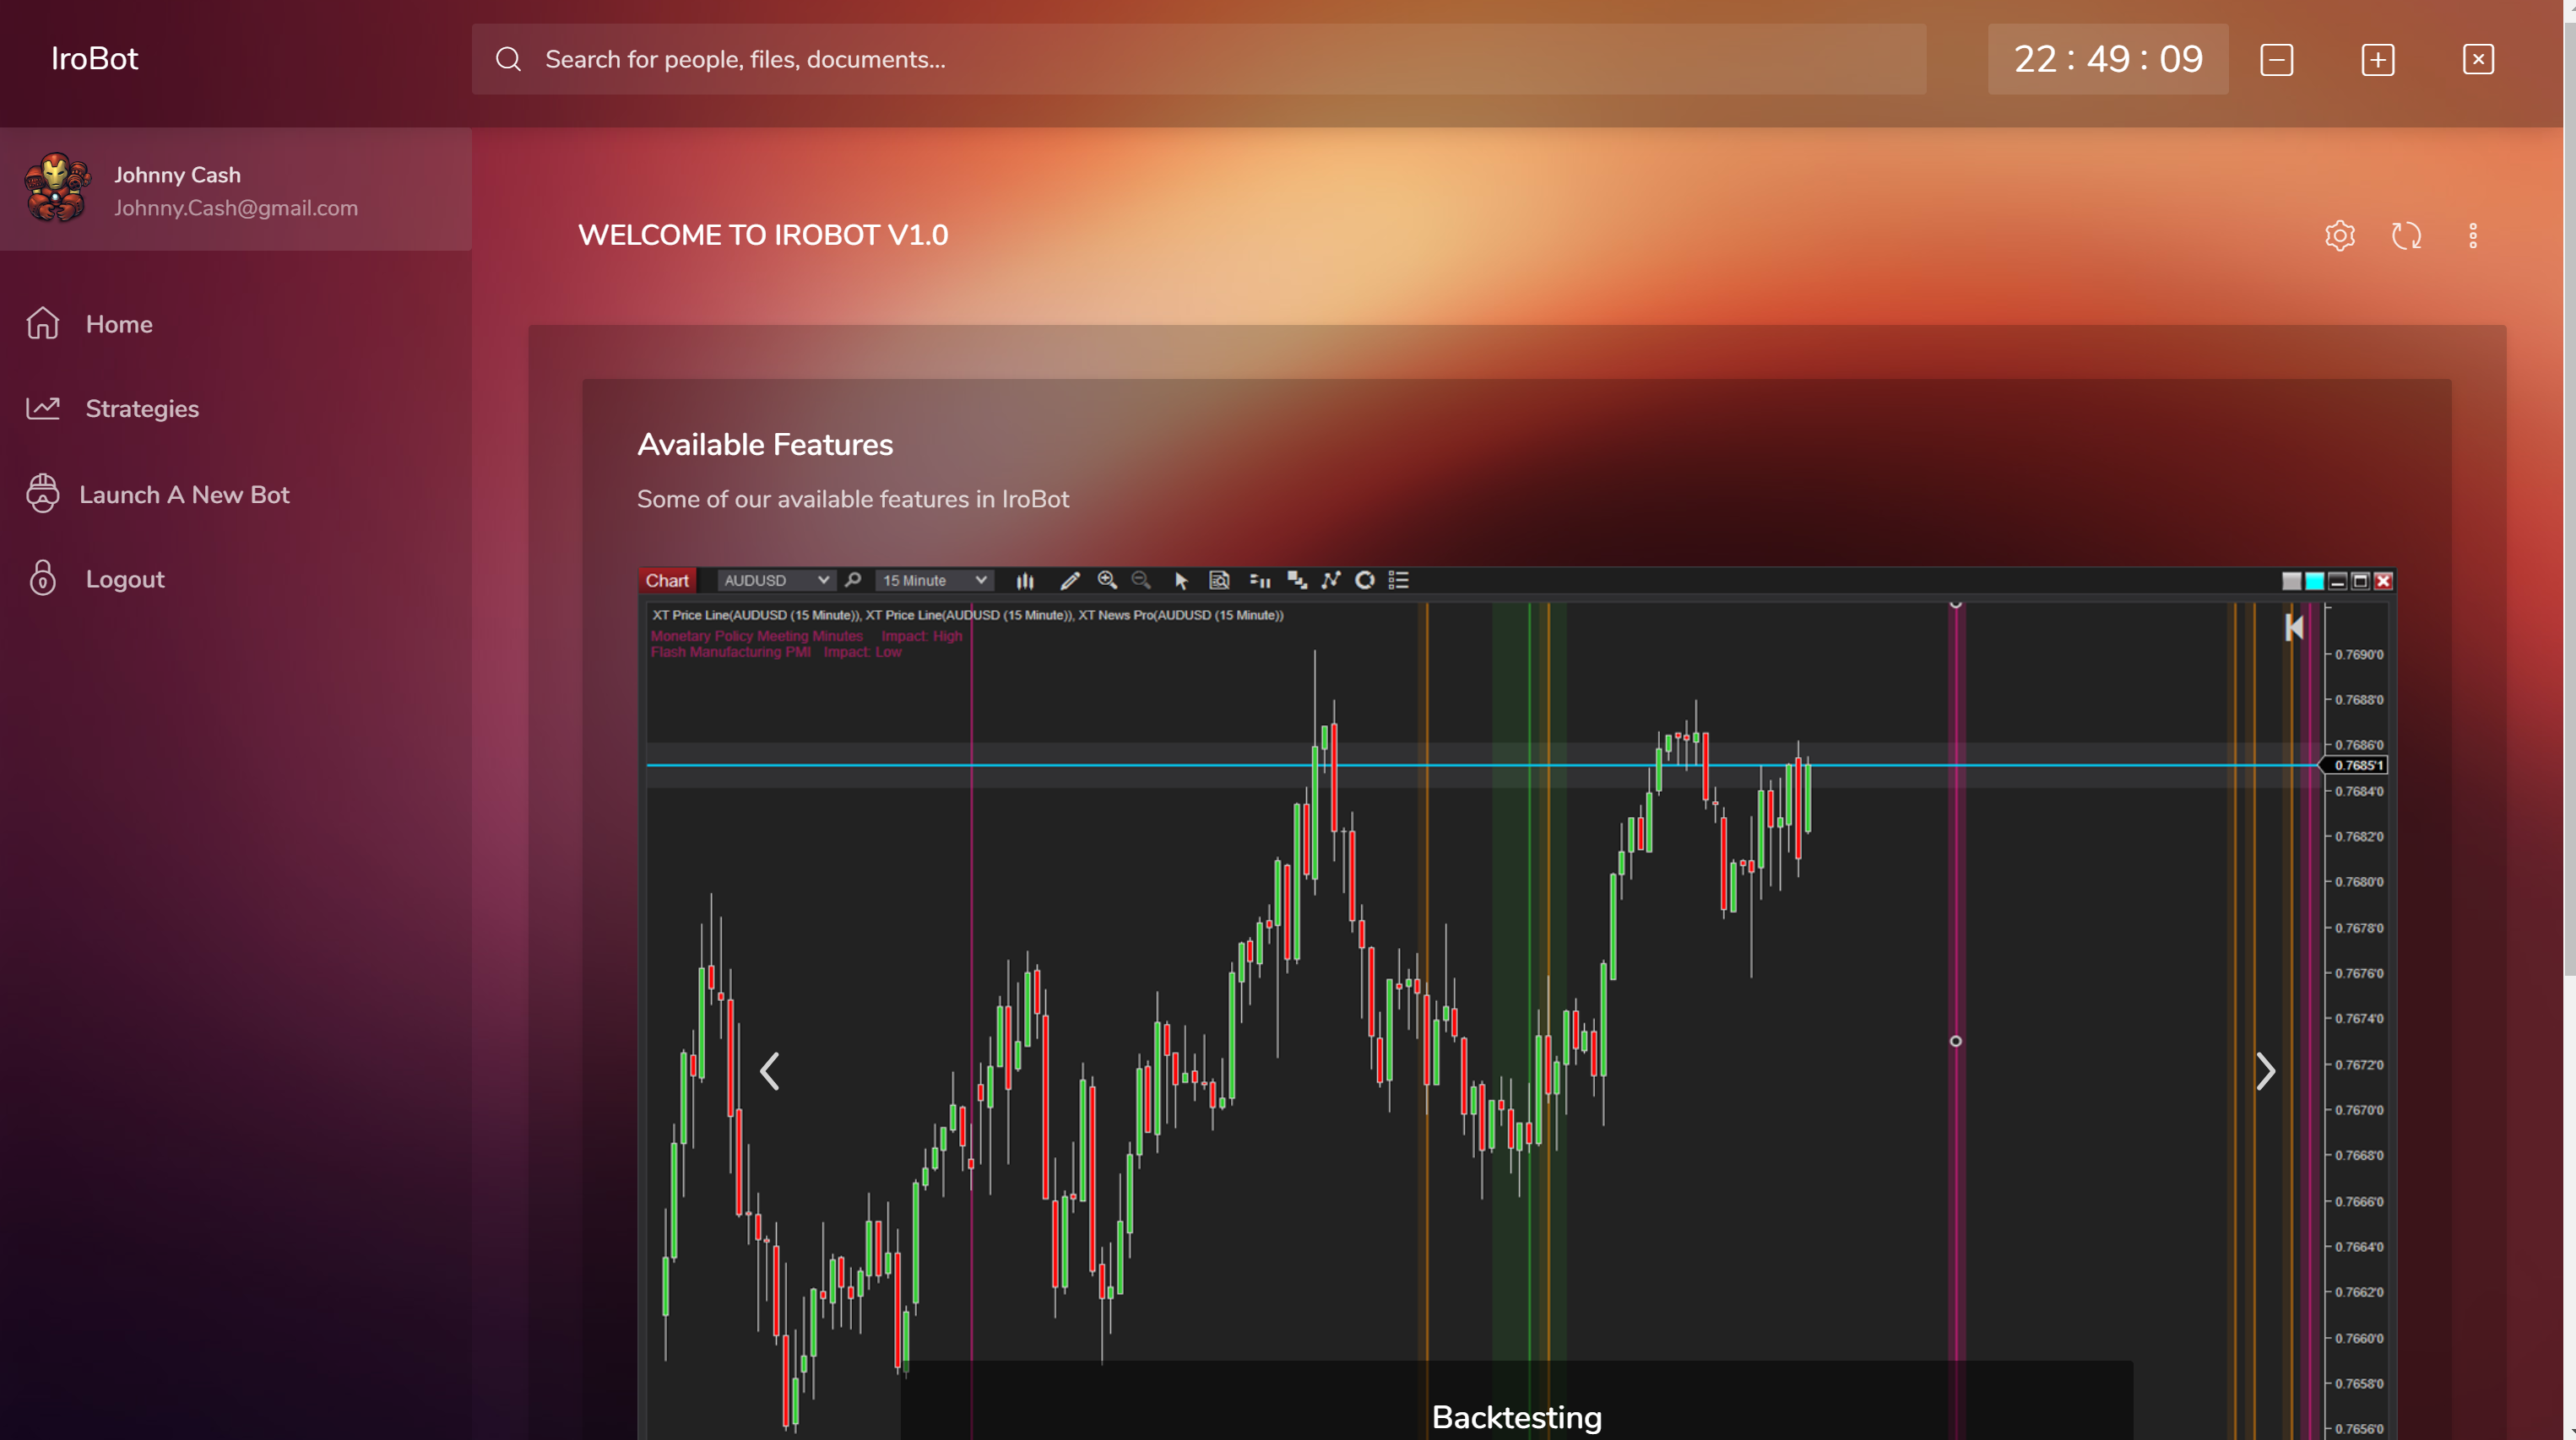 IroBot
Search for people, files, documents...
22 : 49 : 09
Johnny Cash
Johnny.Cash@gmail.com
Home
Strategies
Launch A New Bot
Logout
WELCOME TO IROBOT V1.0
Available Features
Some of our available features in IroBot
Chart
AUDUSD
15 Minute
XT Price Line(AUDUSD (15 Minute)), XT Price Line(AUDUSD (15 Minute)), XT News Pro(AUDUSD (15 Minute))
Monetary Policy Meeting Minutes Impact: High
Flash Manufacturing PMI Impact: Low
0.7690'0
0.7688'0
0.7686'0
0.7685'1
0.7684'0
0.7682'0
0.7680'0
0.7678'0
0.7676'0
0.7674'0
0.7672'0
0.7670'0
0.7668'0
0.7666'0
0.7664'0
0.7662'0
0.7660'0
0.7658'0
0.7656'0
Backtesting